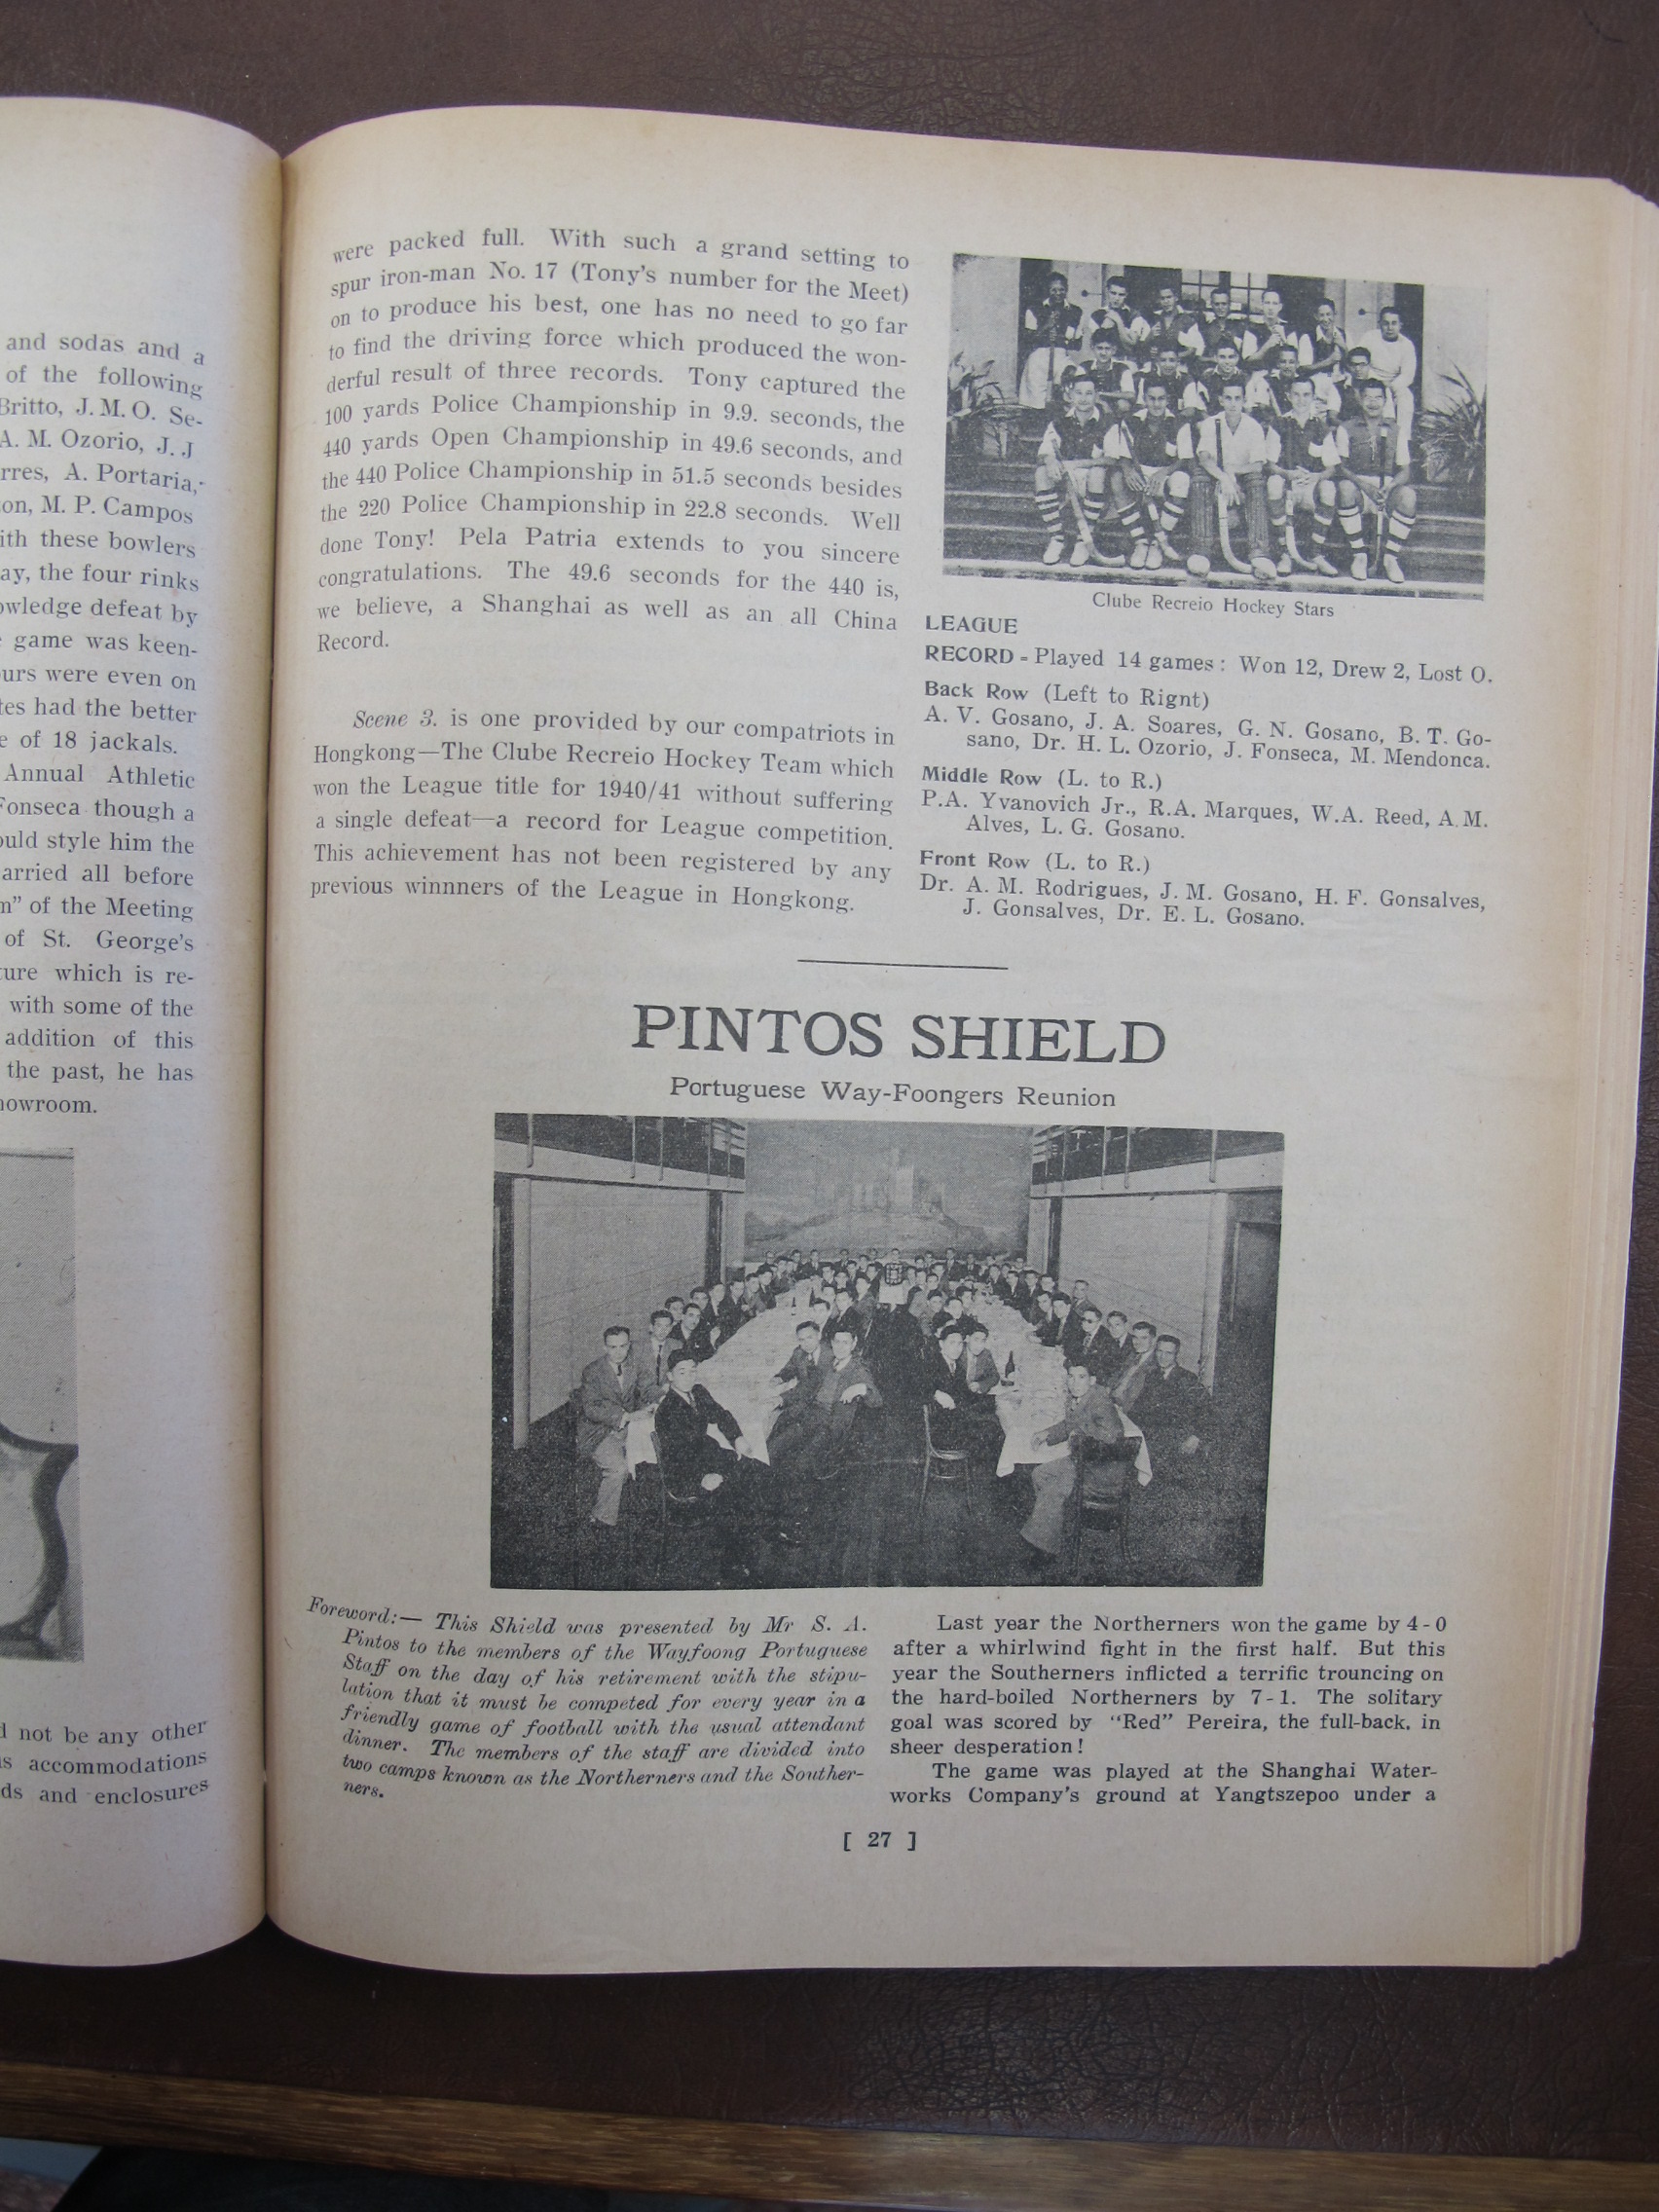 and sodas and a
of the following
Britto, J. M. O. Se-
A. M. Ozorio, J. J
rres, A. Portaria,
on, M. P. Campos
ith these bowlers
ay, the four rinks
owledge defeat by
game was keen-
urs were even on
tes had the better
e of 18 jackals.
Annual Athletic
Fonseca though a
ould style him the
arried all before
m" of the Meeting
of St. George's
ture which is re-
with some of the
addition of this
the past, he has
howroom.
d not be any other
s accommodations
ds and enclosures
were packed full. With such a grand setting to
spur iron-man No. 17 (Tony's number for the Meet)
on to produce his best, one has no need to go far
to find the driving force which produced the won-
derful result of three records. Tony captured the
100 yards Police Championship in 9.9. seconds, the
440 yards Open Championship in 49.6 seconds, and
the 440 Police Championship in 51.5 seconds besides
the 220 Police Championship in 22.8 seconds. Well
done Tony! Pela Patria extends to you sincere
congratulations. The 49.6 seconds for the 440 is,
we believe, a Shanghai as well as an all China
Record.
Scene 3. is one provided by our compatriots in
Hongkong—The Clube Recreio Hockey Team which
won the League title for 1940/41 without suffering
a single defeat—a record for League competition.
This achievement has not been registered by any
previous winnners of the League in Hongkong.
Clube Recreio Hockey Stars
LEAGUE
RECORD - Played 14 games : Won 12, Drew 2, Lost O.
Back Row (Left to Rignt)
A. V. Gosano, J. A. Soares, G. N. Gosano, B. T. Go-
sano, Dr. H. L. Ozorio, J. Fonseca, M. Mendonca.
Middle Row (L. to R.)
P.A. Yvanovich Jr., R.A. Marques, W.A. Reed, A.M.
Alves, L. G. Gosano.
Front Row (L. to R.)
Dr. A. M. Rodrigues, J. M. Gosano, H. F. Gonsalves,
J. Gonsalves, Dr. E. L. Gosano.
PINTOS SHIELD
Portuguese Way-Foongers Reunion
Foreword:— This Shield was presented by Mr S. A.
Pintos to the members of the Wayfoong Portuguese
Staff on the day of his retirement with the stipu-
lation that it must be competed for every year in a
friendly game of football with the usual attendant
dinner. The members of the staff are divided into
two camps known as the Northerners and the Souther-
ners.
Last year the Northerners won the game by 4 - 0
after a whirlwind fight in the first half. But this
year the Southerners inflicted a terrific trouncing on
the hard-boiled Northerners by 7 - 1. The solitary
goal was scored by "Red" Pereira, the full-back, in
sheer desperation!
The game was played at the Shanghai Water-
works Company's ground at Yangtszepoo under a
[ 27 ]